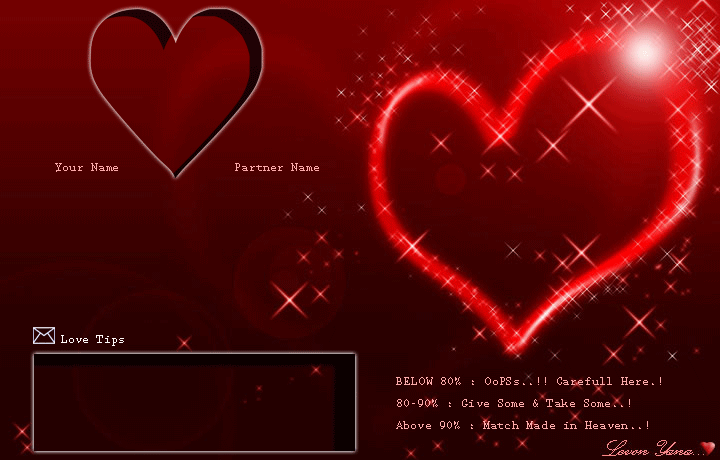 Your Name
Partner Name
Love Tips
BELOW 80% : OoPSs..!! Carefull Here.!
80-90% : Give Some & Take Some..!
Above 90% : Match Made in Heaven..!
Levon Yana...